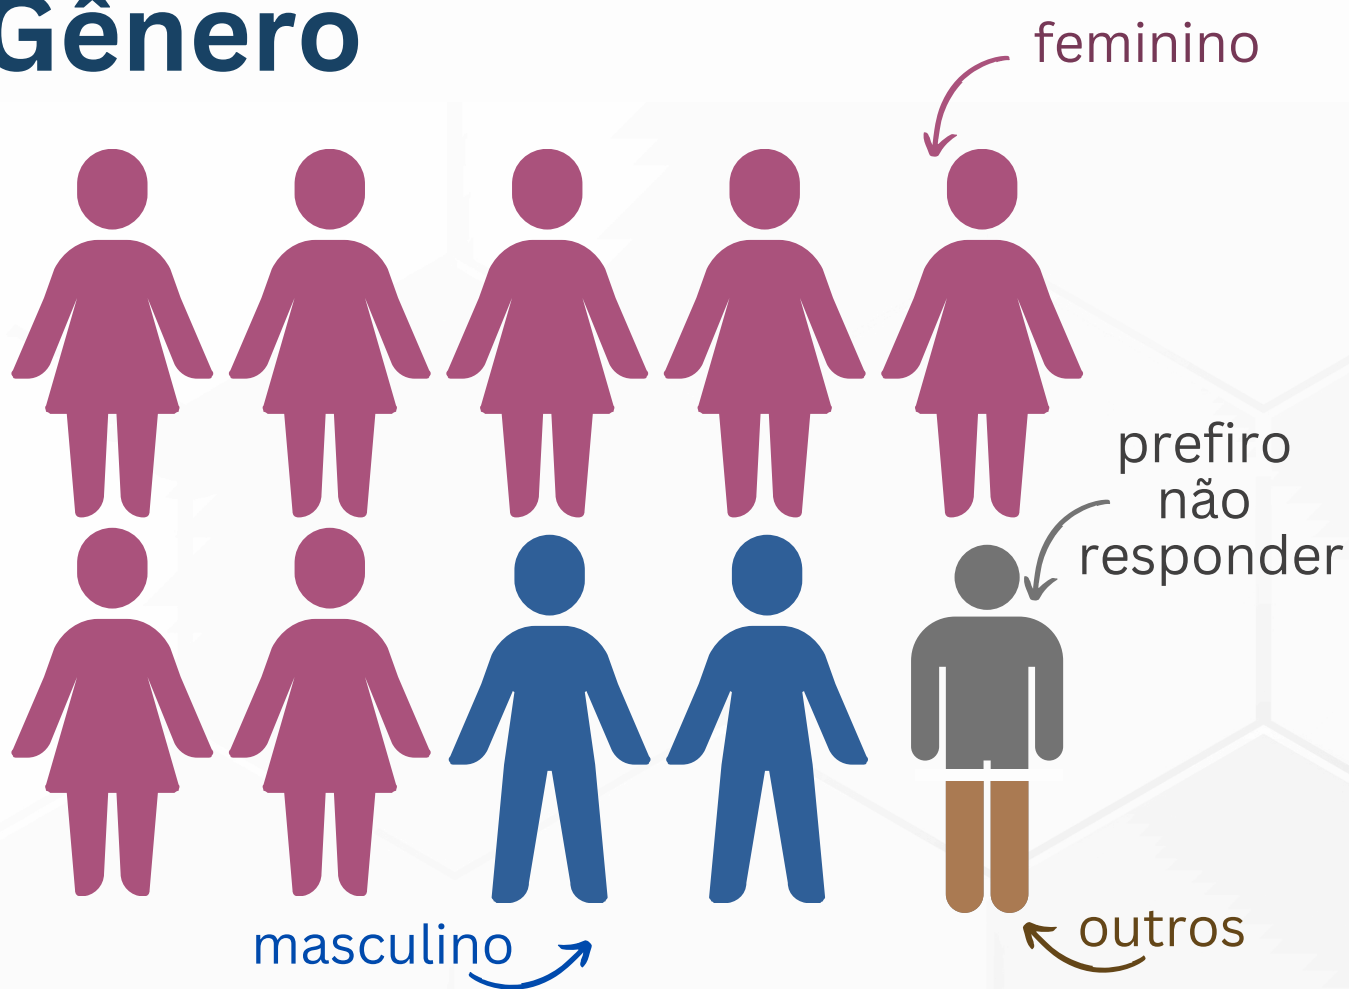 Gênero
feminino
prefiro
não
responder
masculino
outros